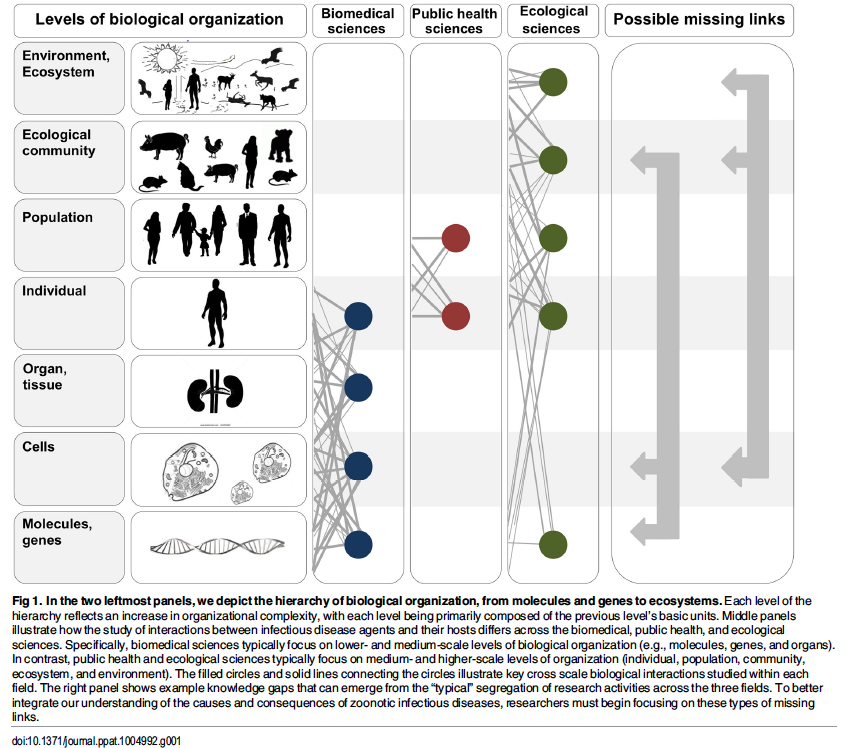 Levels of biological organization
Biomedical
sciences
Public health
sciences
Ecological
sciences
Possible missing links
Environment,
Ecosystem
Ecological
community
Population
Individual
Organ,
tissue
Cells
Molecules,
genes
Fig 1. In the two leftmost panels, we depict the hierarchy of biological organization, from molecules and genes to ecosystems. Each level of the
hierarchy reflects an increase in organizational complexity, with each level being primarily composed of the previous level's basic units. Middle panels
illustrate how the study of interactions between infectious disease agents and their hosts differs across the biomedical, public health, and ecological
sciences. Specifically, biomedical sciences typically focus on lower- and medium-scale levels of biological organization (e.g., molecules, genes, and organs).
In contrast, public health and ecological sciences typically focus on medium- and higher-scale levels of organization (individual, population, community,
ecosystem, and environment). The filled circles and solid lines connecting the circles illustrate key cross scale biological interactions studied within each
field. The right panel shows example knowledge gaps that can emerge from the “typical” segregation of research activities across the three fields. To better
integrate our understanding of the causes and consequences of zoonotic infectious diseases, researchers must begin focusing on these types of missing
links.
doi:10.1371/journal.ppat.1004992.g001